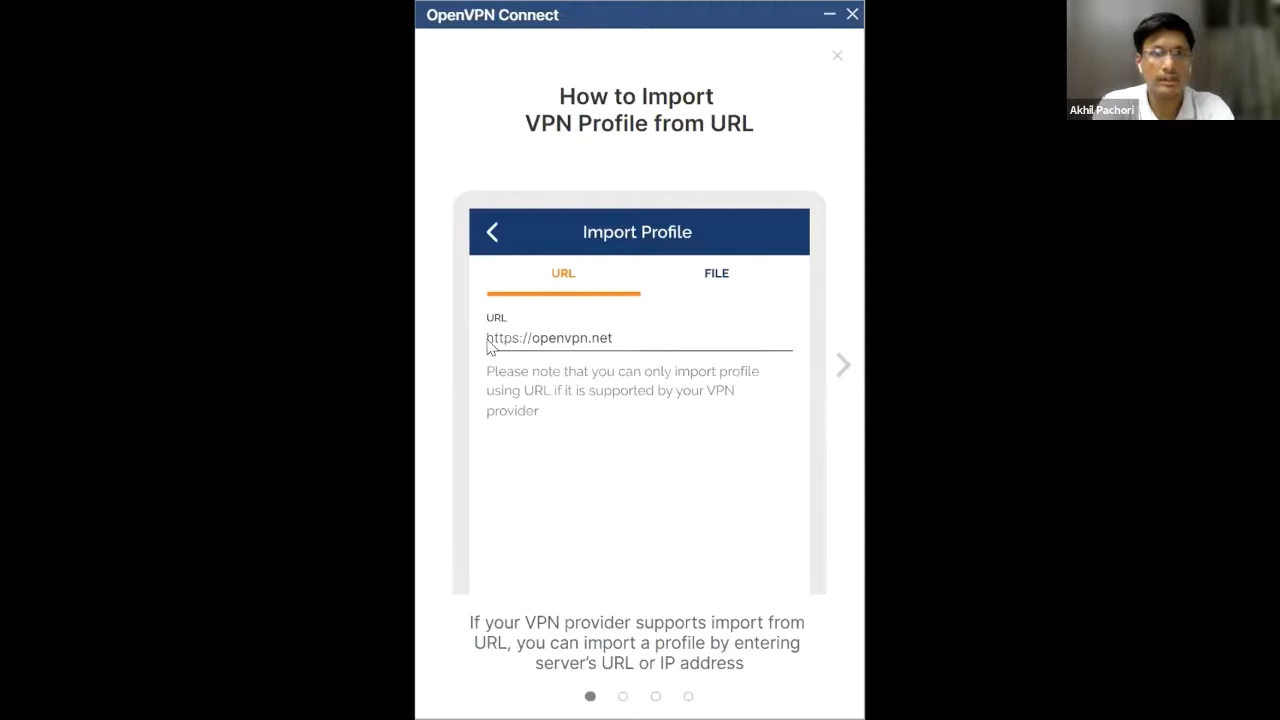 OpenVPN Connect
How to Import
VPN Profile from URL
Import Profile
URL
FILE
URL
https://openvpn.net
Please note that you can only import profile
using URL if it is supported by your VPN
provider
If your VPN provider supports import from
URL, you can import a profile by entering
server's URL or IP address
Akhil Pachori